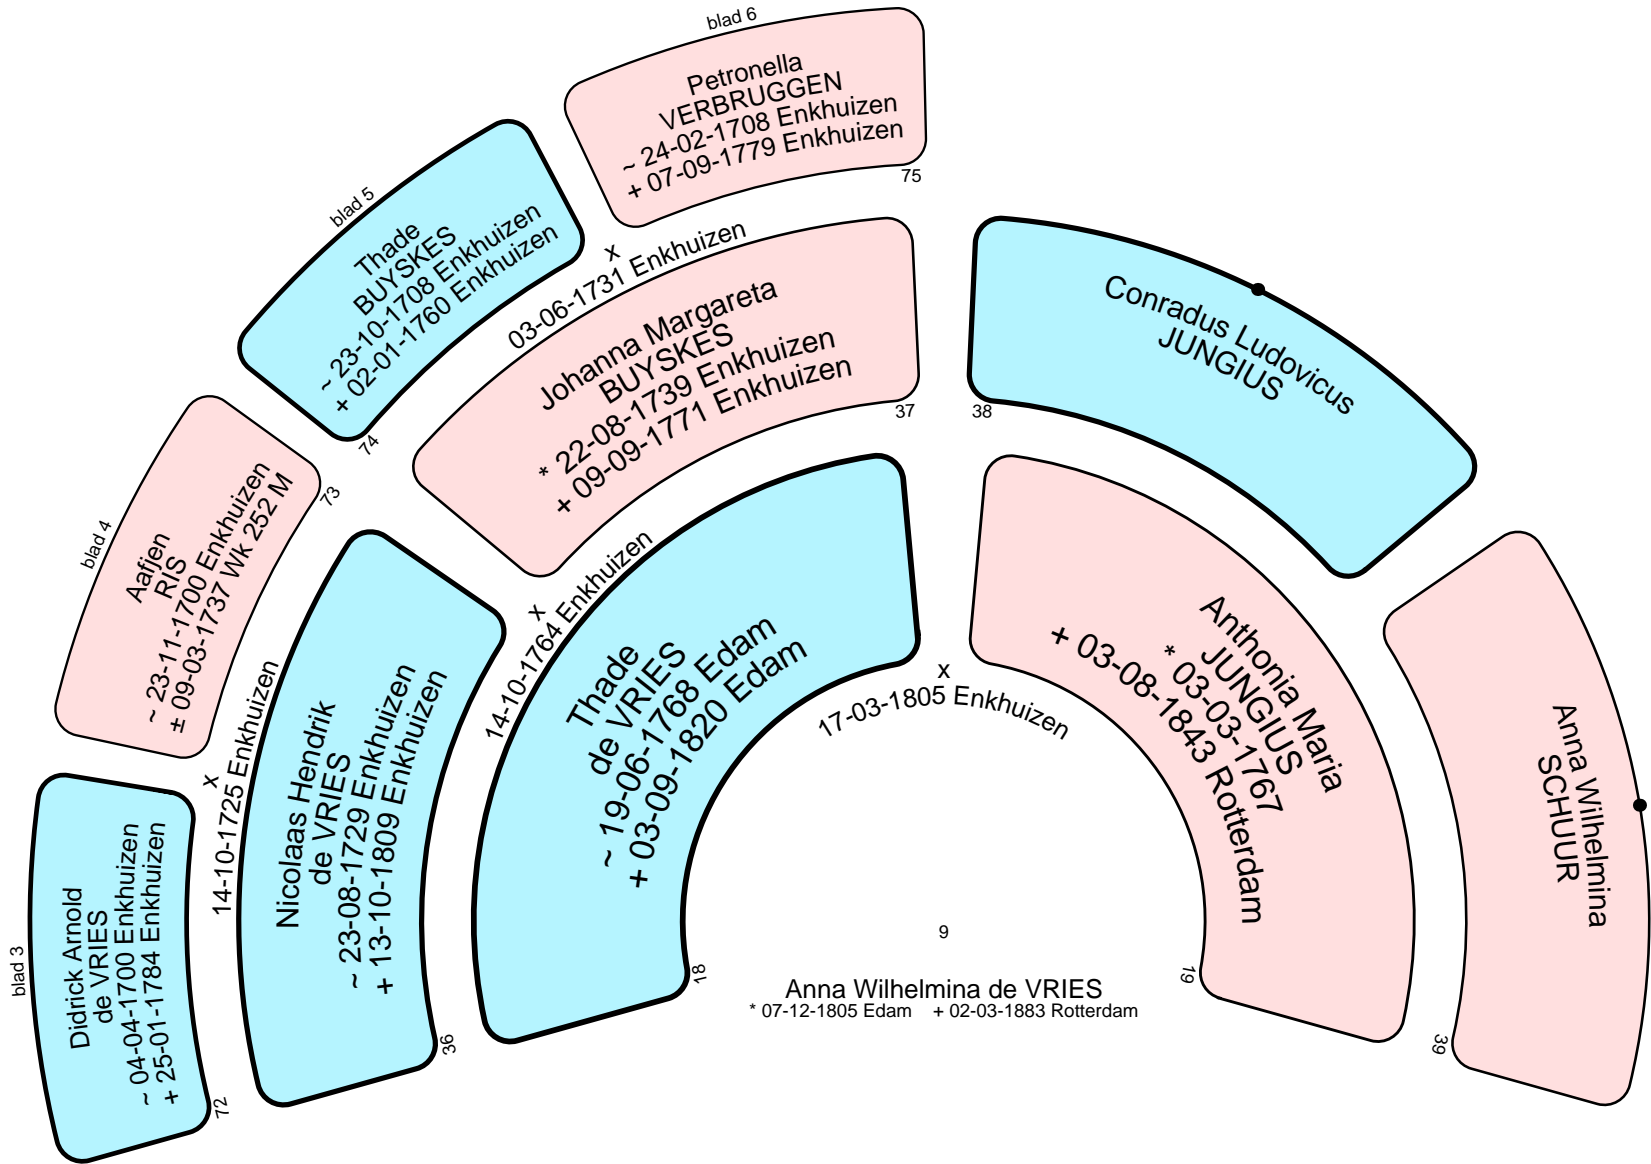 blad 6
Petronella
VERBRUGGEN
~ 24-02-1708 Enkhuizen
+ 07-09-1779 Enkhuizen
75
blad 5
Thade
BUYSKES
~ 23-10-1708 Enkhuizen
+ 02-01-1760 Enkhuizen
74
x
03-06-1731 Enkhuizen
blad 4
Aafjen
RIS
~ 23-11-1700 Enkhuizen
± 09-03-1737 Wk 252 M
73
blad 3
Didrick Arnold
de VRIES
~ 04-04-1700 Enkhuizen
+ 25-01-1784 Enkhuizen
72
x
14-10-1725 Enkhuizen
Johanna Margareta
BUYSKES
* 22-08-1739 Enkhuizen
+ 09-09-1771 Enkhuizen
37
Nicolaas Hendrik
de VRIES
~ 23-08-1729 Enkhuizen
+ 13-10-1809 Enkhuizen
36
x
14-10-1764 Enkhuizen
Conradus Ludovicus
JUNGIUS
38
Anna Wilhelmina
SCHUUR
39
Thade
de VRIES
~ 19-06-1768 Edam
+ 03-09-1820 Edam
18
Anthonia Maria
JUNGIUS
* 03-03-1767
+ 03-08-1843 Rotterdam
19
x
17-03-1805 Enkhuizen
9
Anna Wilhelmina de VRIES
* 07-12-1805 Edam + 02-03-1883 Rotterdam